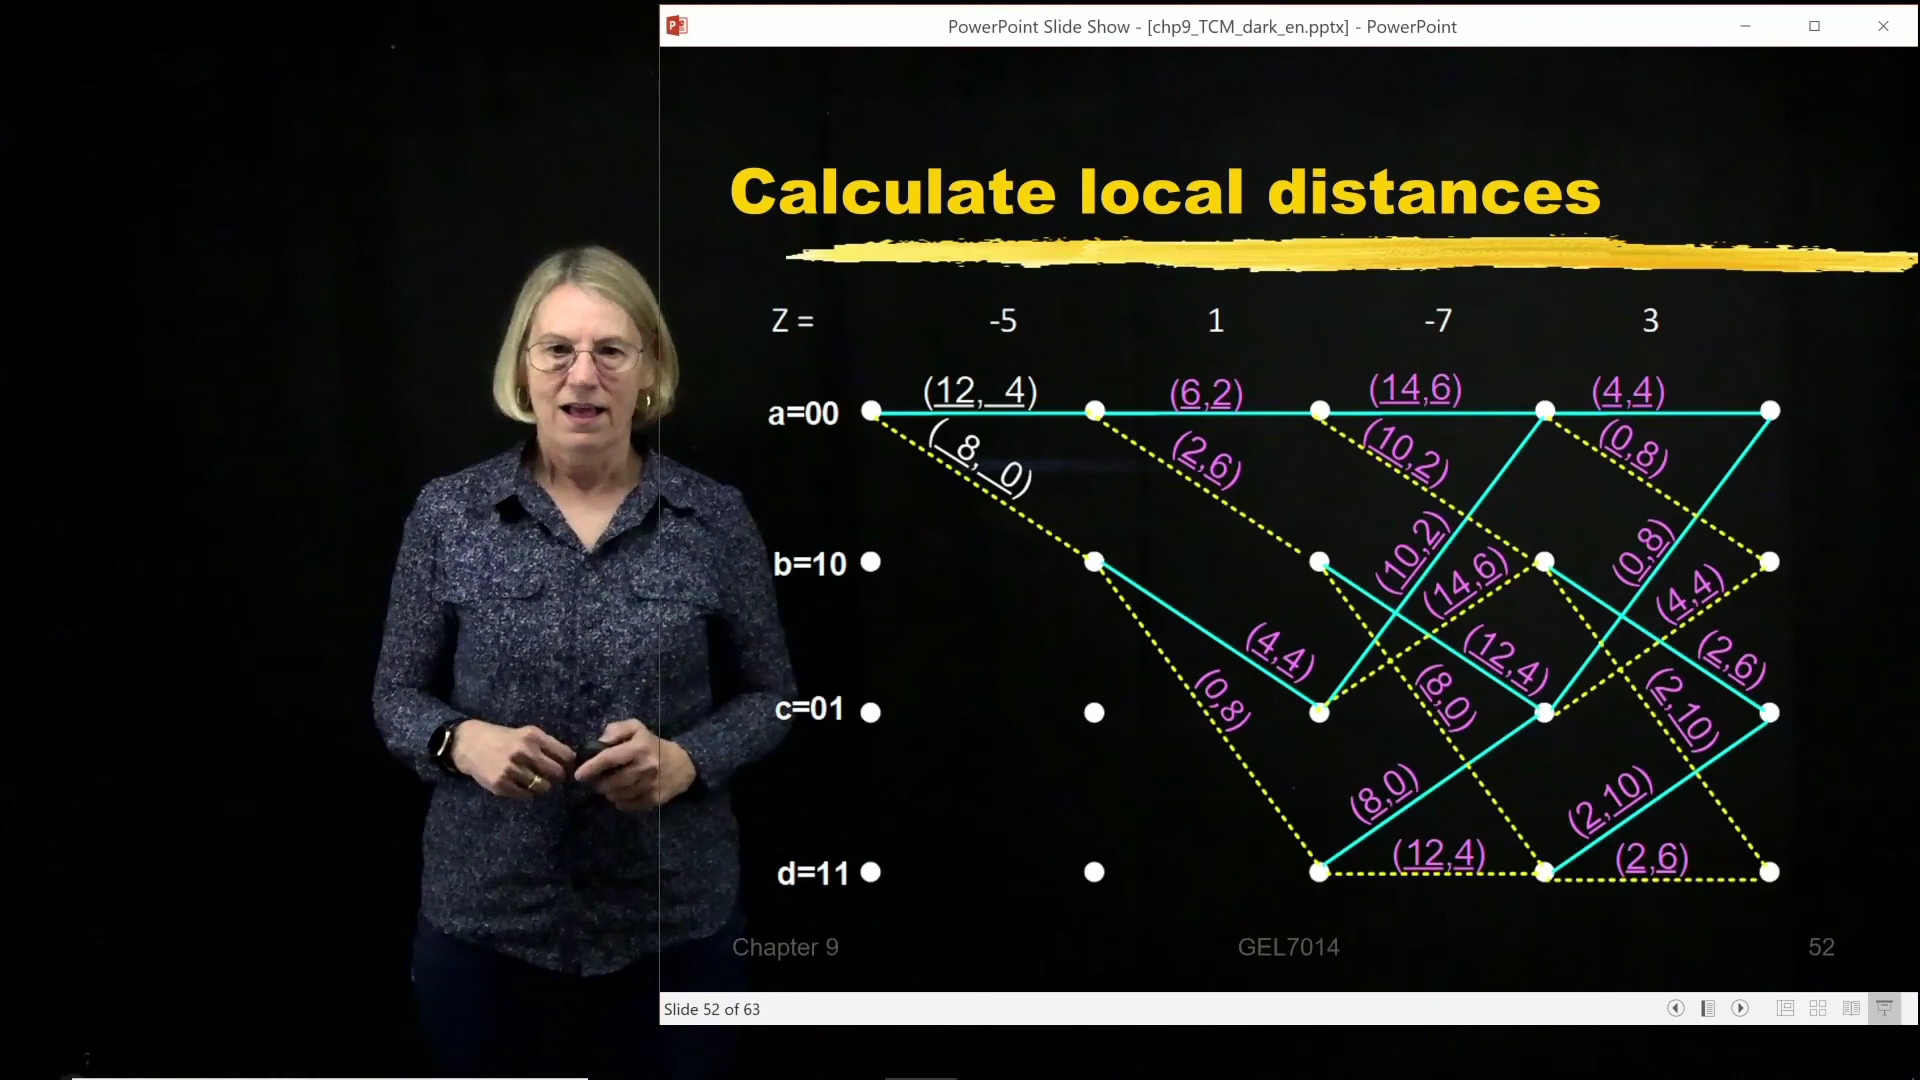 PowerPoint Slide Show - [chp9_TCM_dark_en.pptx] - PowerPoint
Calculate local distances
Z = -5 1 -7 3
(12, 4) (6,2) (14,6) (4,4)
a=00
( 8, 0) (2,6) (10,2) (0,8)
(10,2) (14,6) (0,8) (4,4)
b=10
(4,4) (12,4) (2,6)
(0,8) (8,0) (2,10)
c=01
(8,0) (2,10)
(12,4) (2,6)
d=11
Chapter 9 GEL7014 52
Slide 52 of 63